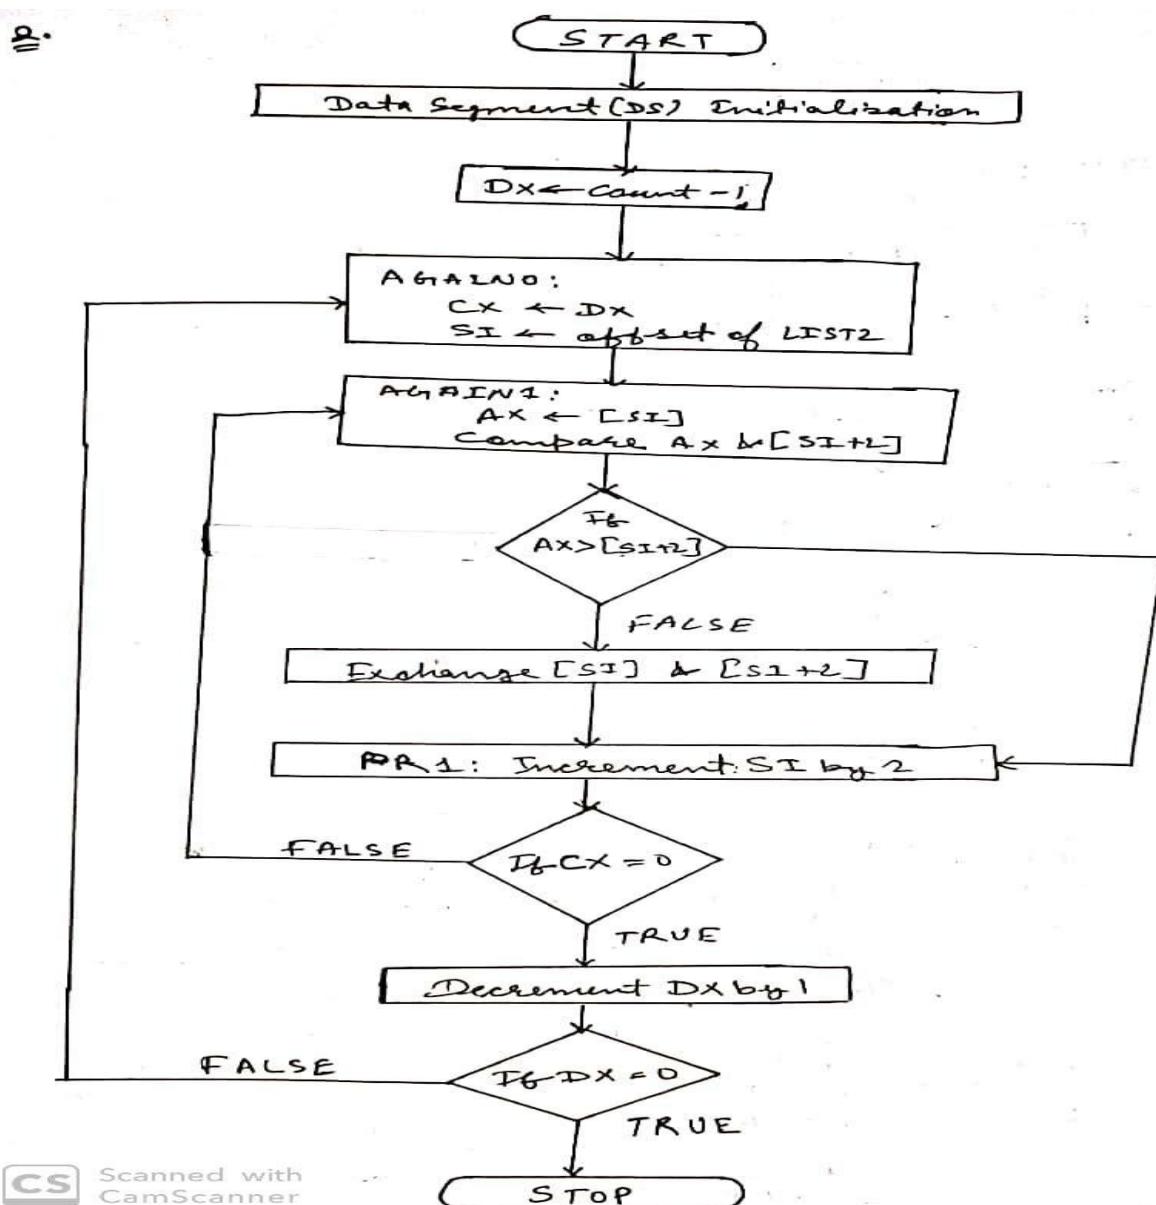 2.
START
Data Segment (DS) Initialization
DX ← Count - 1
AGAIN0:
CX ← DX
SI ← offset of LIST2
AGAIN1:
AX ← [SI]
Compare AX & [SI+2]
If
AX > [SI+2]
FALSE
Exchange [SI] & [SI+2]
PR1: Increment SI by 2
FALSE
If CX = 0
TRUE
Decrement DX by 1
FALSE
If DX = 0
TRUE
STOP
CS Scanned with
CamScanner